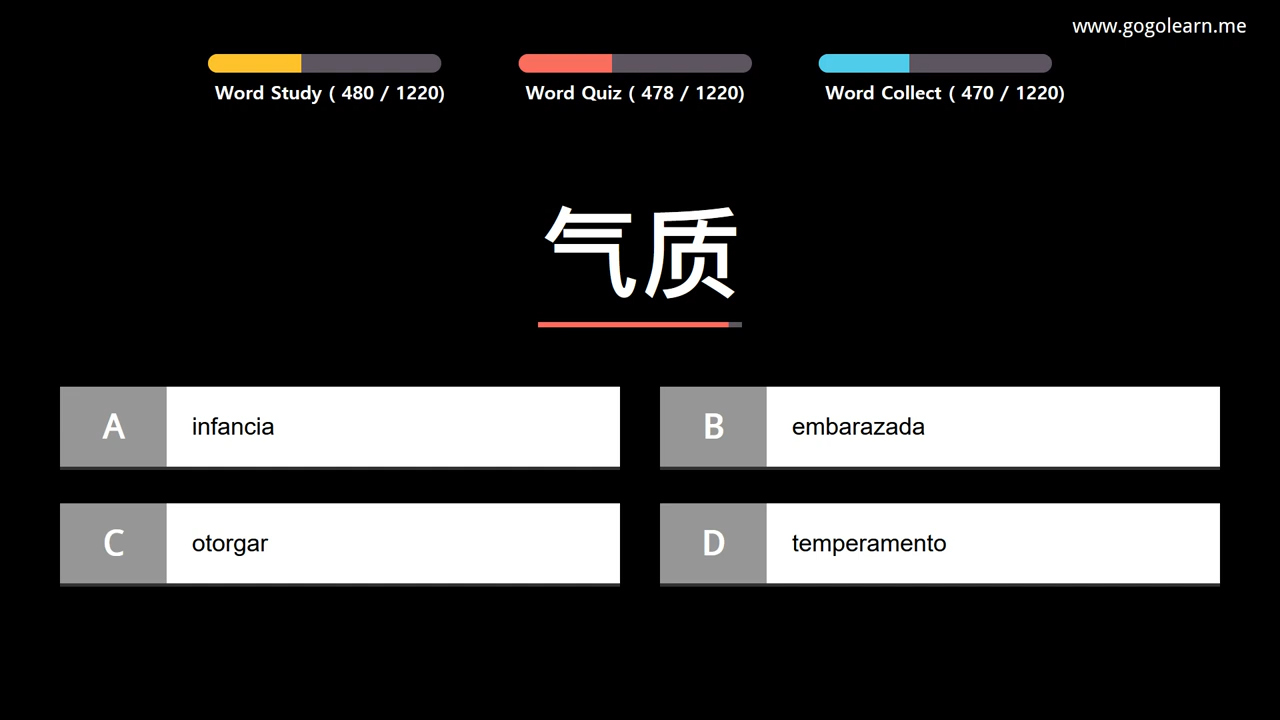 www.gogolearn.me
Word Study ( 480 / 1220)
Word Quiz ( 478 / 1220)
Word Collect ( 470 / 1220)
气质
A infancia
B embarazada
C otorgar
D temperamento